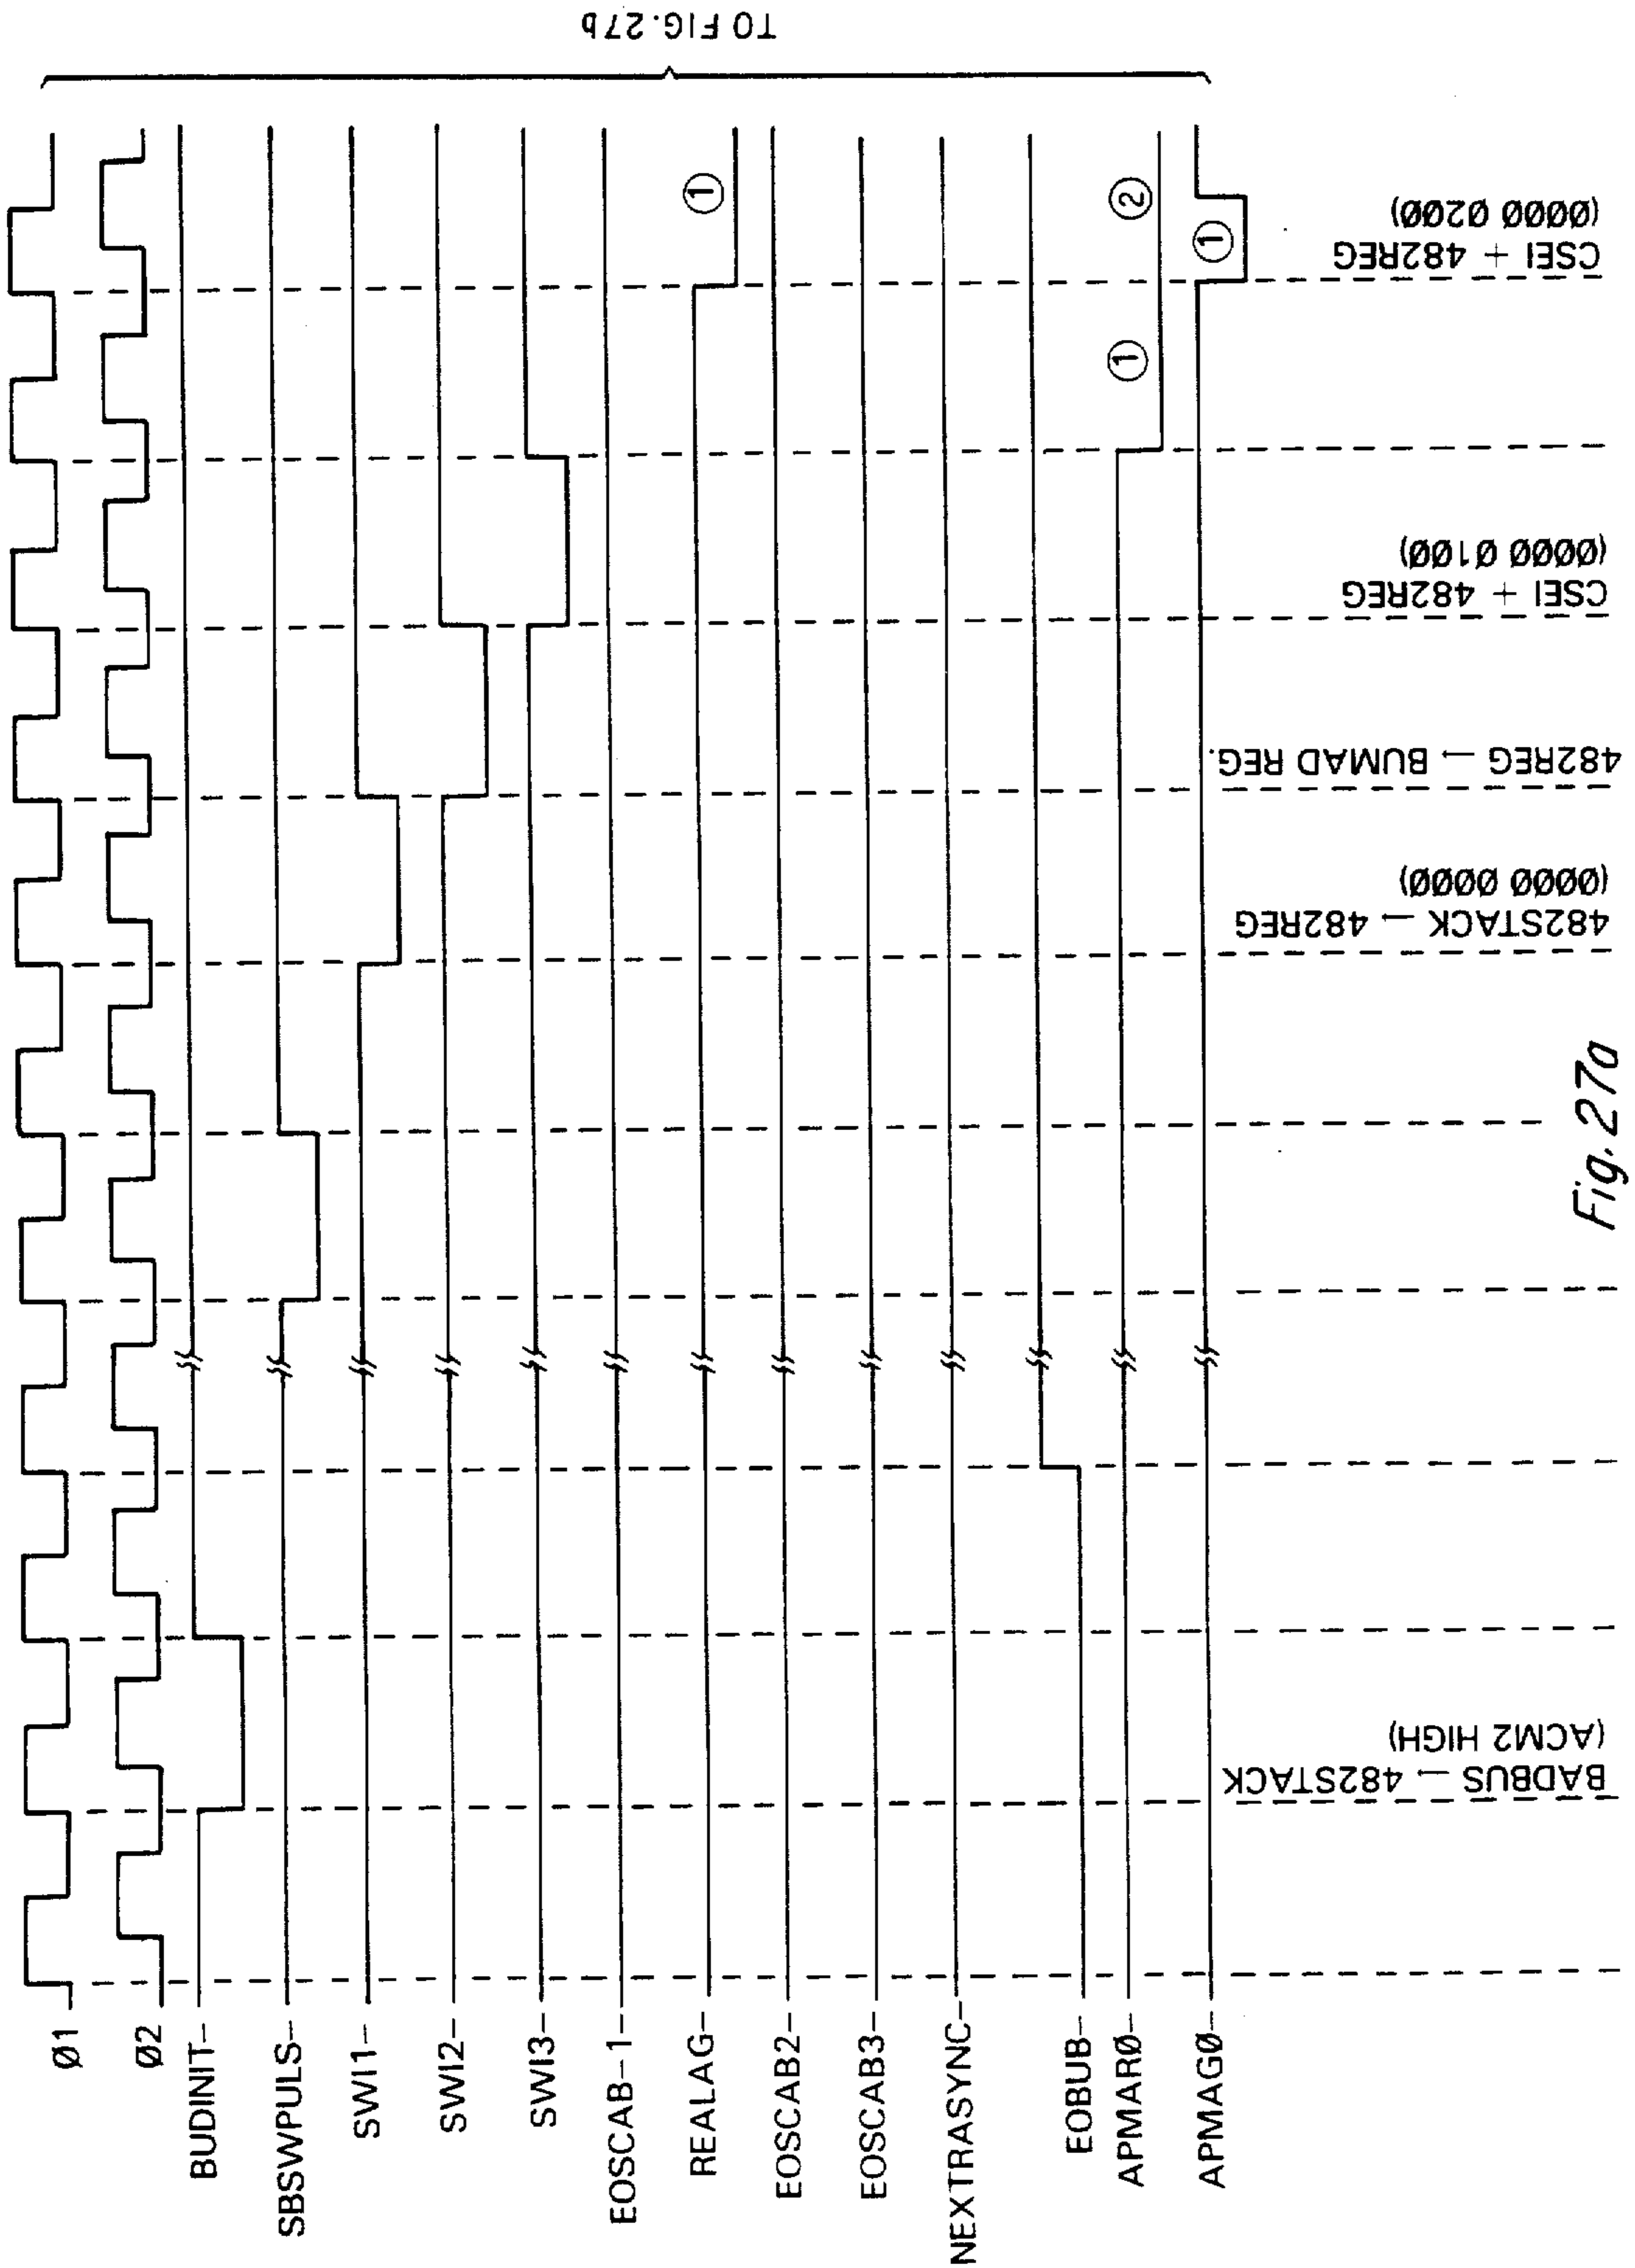 Ø1
Ø2
BUDINIT-
SBSWPULS-
SWI1-
SWI2-
SWI3-
EOSCAB-1
REALAG-
EOSCAB2-
EOSCAB3-
NEXTRASYNC-
EOBUB-
APMARØ-
APMAGØ-
①
①
②
①
TO FIG. 27b
BADBUS → 482STACK
(ACM2 HIGH)
482STACK → 482REG
(ØØØØ ØØØØ)
482REG → BUMAD REG.
CSEI + 482REG
(ØØØØ Ø1ØØ)
CSEI + 482REG
(ØØØØ Ø2ØØ)
Fig. 27a